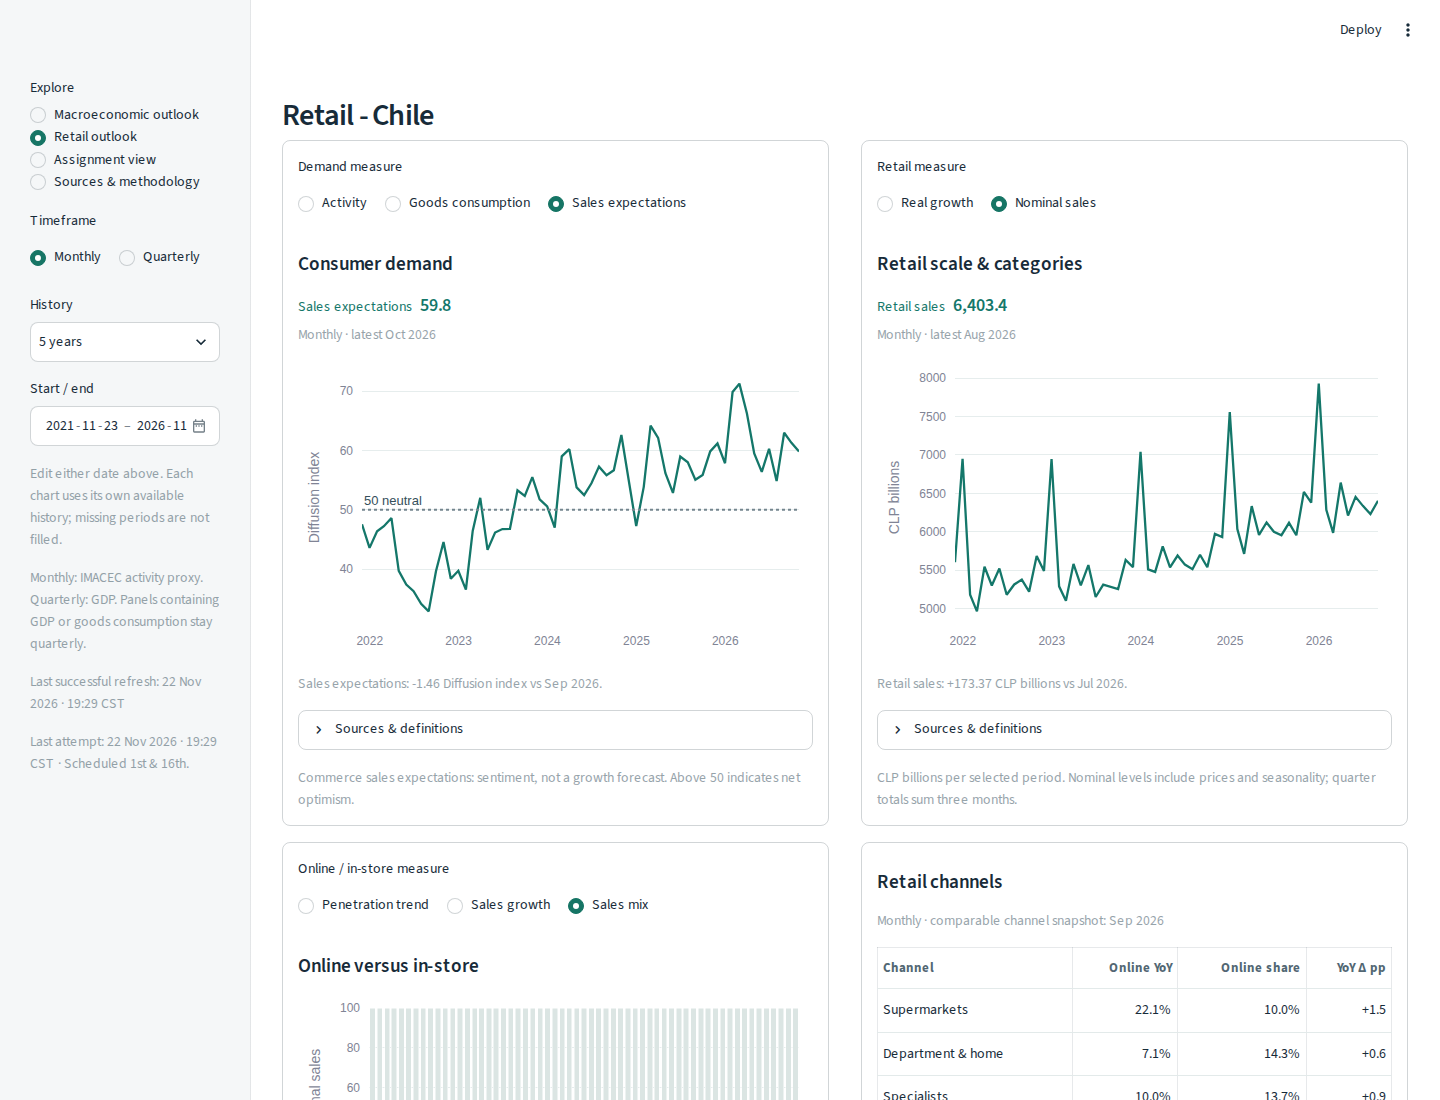 Deploy
Explore
Macroeconomic outlook
Retail outlook
Assignment view
Sources & methodology
Timeframe
Monthly
Quarterly
History
5 years
Start / end
2021-11-23 – 2026-11
Edit either date above. Each
chart uses its own available
history; missing periods are not
filled.
Monthly: IMACEC activity proxy.
Quarterly: GDP. Panels containing
GDP or goods consumption stay
quarterly.
Last successful refresh: 22 Nov
2026 · 19:29 CST
Last attempt: 22 Nov 2026 · 19:29
CST · Scheduled 1st & 16th.
Retail - Chile
Demand measure
Activity
Goods consumption
Sales expectations
Consumer demand
Sales expectations 59.8
Monthly · latest Oct 2026
Diffusion index
70
60
50
40
50 neutral
2022
2023
2024
2025
2026
Sales expectations: -1.46 Diffusion index vs Sep 2026.
Sources & definitions
Commerce sales expectations: sentiment, not a growth forecast. Above 50 indicates net
optimism.
Retail measure
Real growth
Nominal sales
Retail scale & categories
Retail sales 6,403.4
Monthly · latest Aug 2026
CLP billions
8000
7500
7000
6500
6000
5500
5000
2022
2023
2024
2025
2026
Retail sales: +173.37 CLP billions vs Jul 2026.
Sources & definitions
CLP billions per selected period. Nominal levels include prices and seasonality; quarter
totals sum three months.
Online / in-store measure
Penetration trend
Sales growth
Sales mix
Online versus in-store
100
80
60
nal sales
Retail channels
Monthly · comparable channel snapshot: Sep 2026
Channel Online YoY Online share YoY Δ pp
Supermarkets 22.1% 10.0% +1.5
Department & home 7.1% 14.3% +0.6
Specialists 10.0% 13.7% +0.9